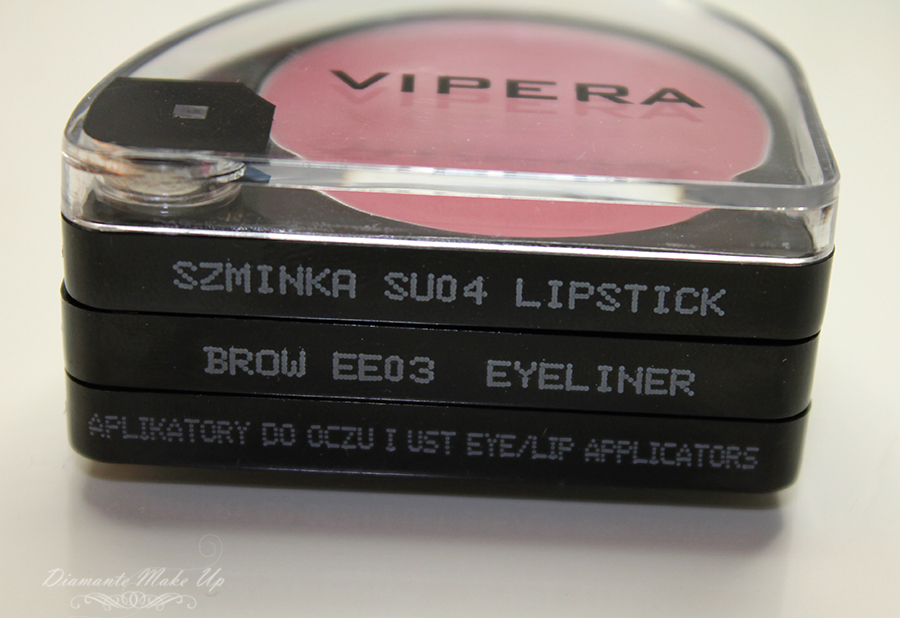 VIPERA
SZMINKA SU04 LIPSTICK
BROW EE03 EYELINER
APLIKATORY DO OCZU I UST EYE/LIP APPLICATORS
Diamante Make Up